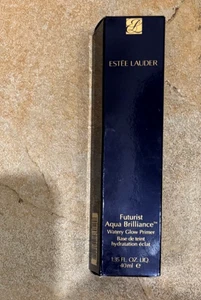 ESTĒE LAUDER
Futurist
Aqua Brilliance™
Watery Glow Primer
Base de teint
hydratation éclat
1.35 FL. OZ. LIQ.
40ml e